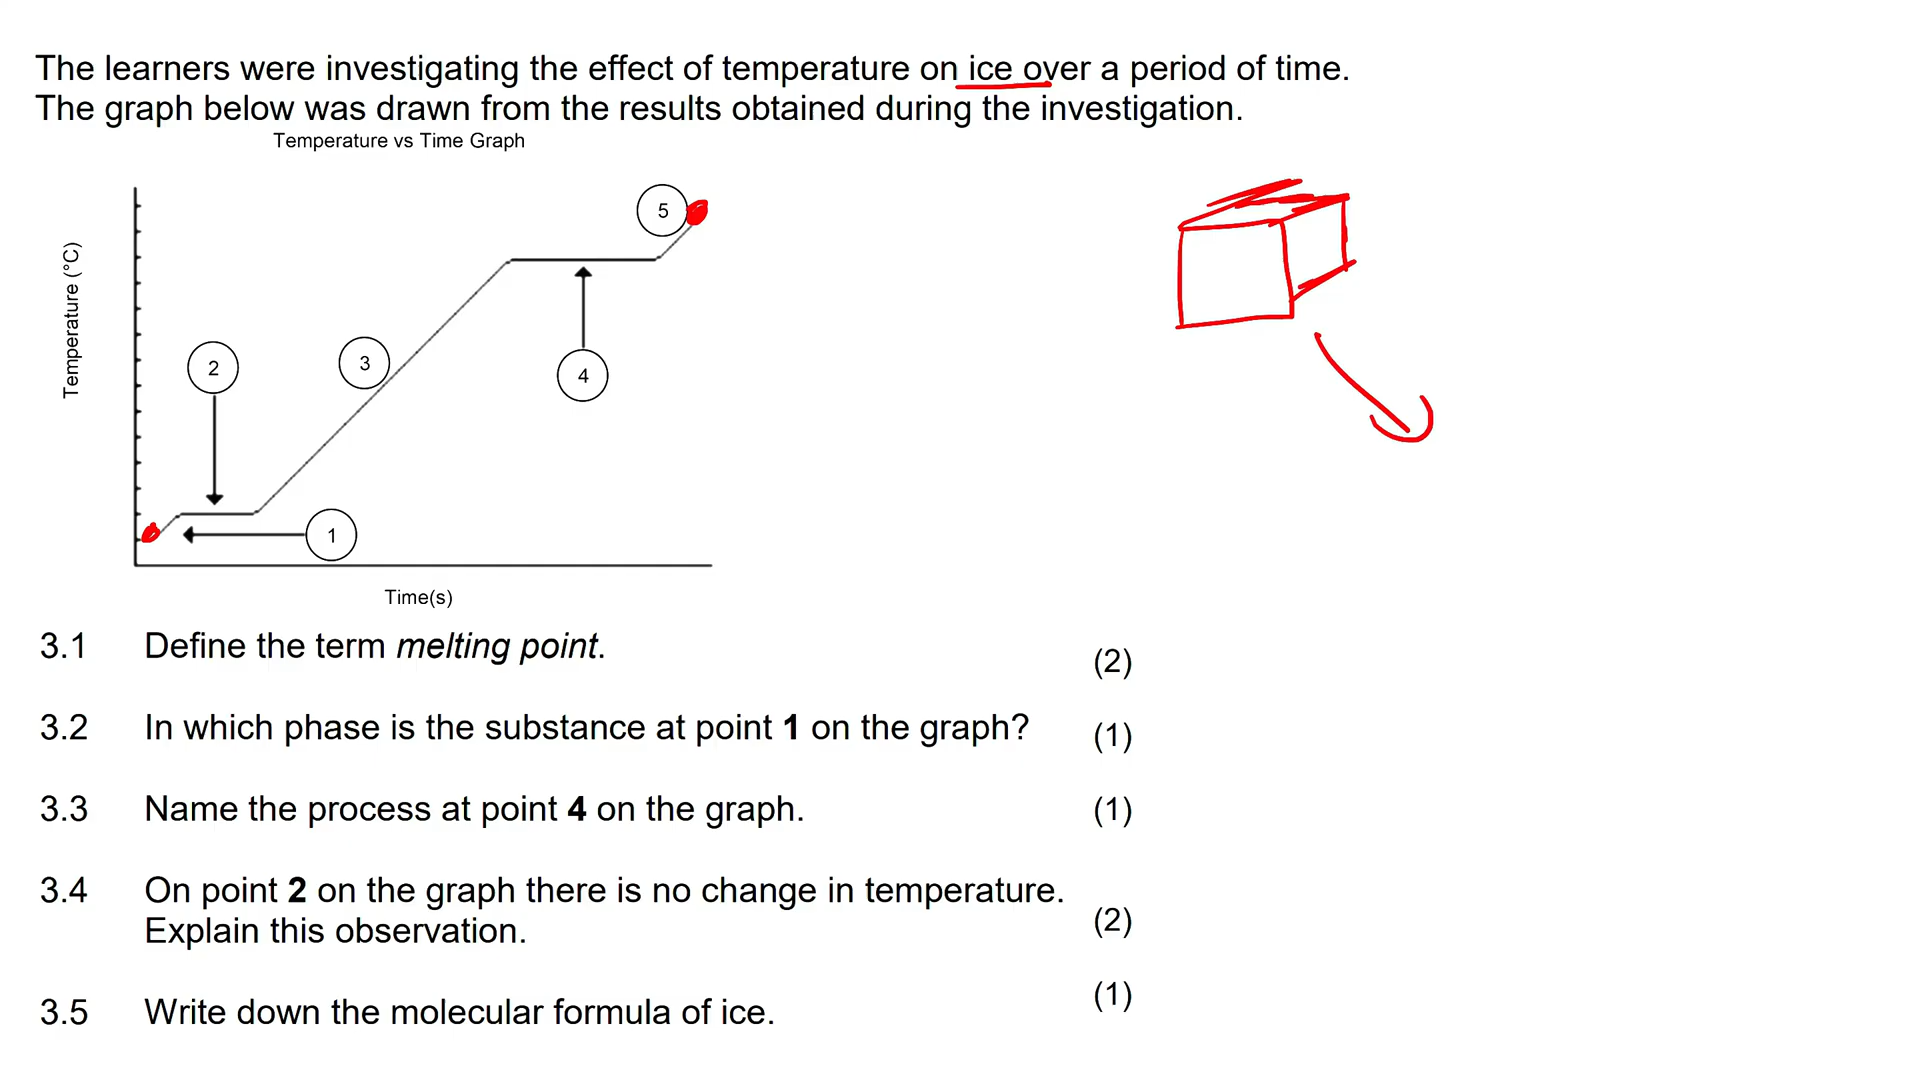 The learners were investigating the effect of temperature on ice over a period of time.
The graph below was drawn from the results obtained during the investigation.
Temperature vs Time Graph
Temperature (°C)
5
2
3
4
1
Time(s)
3.1 Define the term melting point. (2)
3.2 In which phase is the substance at point 1 on the graph? (1)
3.3 Name the process at point 4 on the graph. (1)
3.4 On point 2 on the graph there is no change in temperature.
Explain this observation. (2)
3.5 Write down the molecular formula of ice. (1)